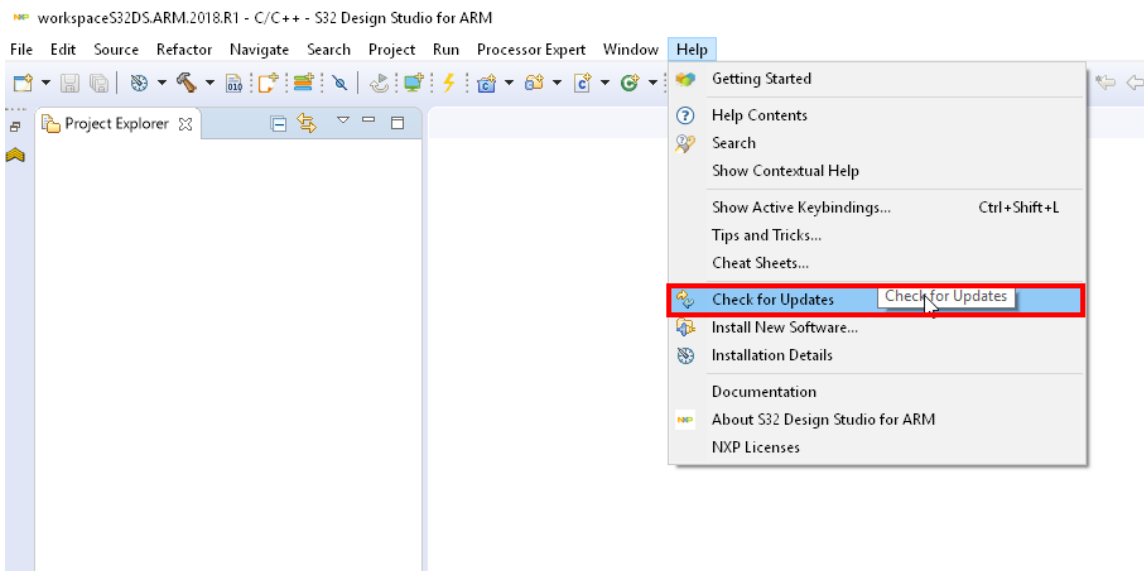 workspaceS32DS.ARM.2018.R1 - C/C++ - S32 Design Studio for ARM
File Edit Source Refactor Navigate Search Project Run Processor Expert Window Help
Project Explorer
Getting Started
Help Contents
Search
Show Contextual Help
Show Active Keybindings... Ctrl+Shift+L
Tips and Tricks...
Cheat Sheets...
Check for Updates Check for Updates
Install New Software...
Installation Details
Documentation
About S32 Design Studio for ARM
NXP Licenses